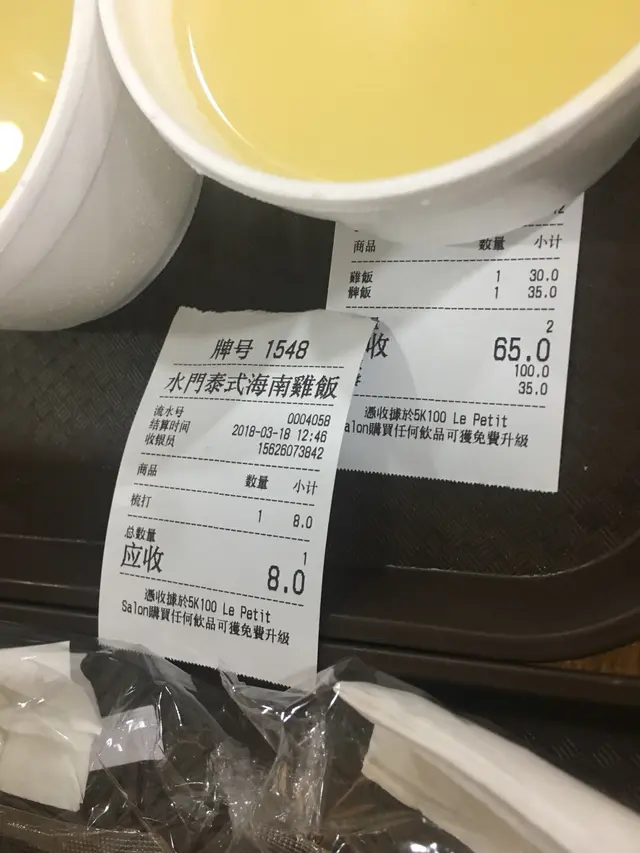 牌号 1548
水門泰式海南雞飯
流水号 0004058
结算时间 2018-03-18 12:46
收银员 15626073842
商品 数量 小计
梳打 1 8.0
总数量 1
应收 8.0
憑收據於5K100 Le Petit
Salon購買任何飲品可獲免費升級
商品 数量 小计
雞飯 1 30.0
髀飯 1 35.0
2
收 65.0
100.0
35.0
憑收據於5K100 Le Petit
alon購買任何飲品可獲免費升級